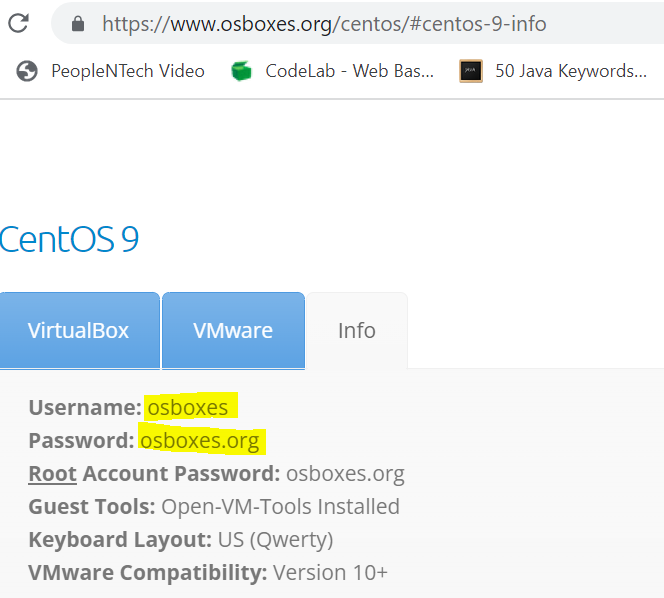 https://www.osboxes.org/centos/#centos-9-info
PeopleNTech Video CodeLab - Web Bas... 50 Java Keywords...
CentOS 9
VirtualBox VMware Info
Username: osboxes
Password: osboxes.org
Root Account Password: osboxes.org
Guest Tools: Open-VM-Tools Installed
Keyboard Layout: US (Qwerty)
VMware Compatibility: Version 10+